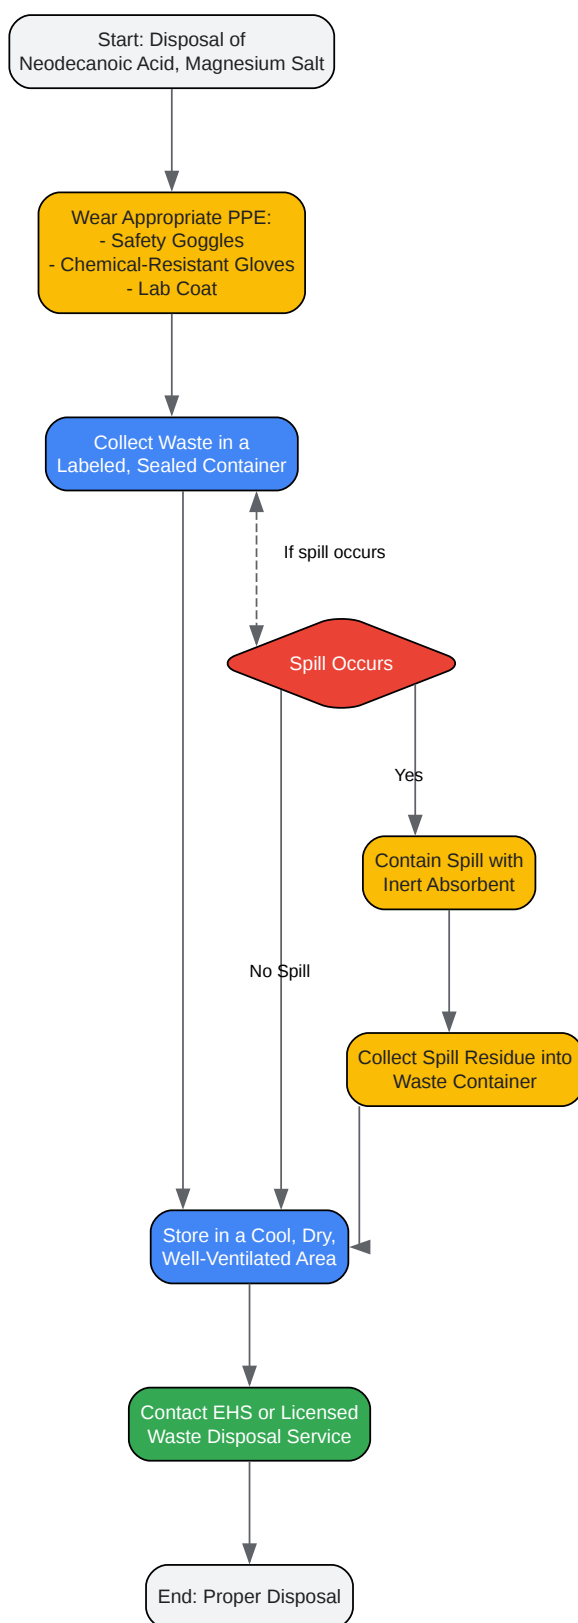 Start: Disposal of
Neodecanoic Acid, Magnesium Salt
Wear Appropriate PPE:
- Safety Goggles
- Chemical-Resistant Gloves
- Lab Coat
Collect Waste in a
Labeled, Sealed Container
If spill occurs
Spill Occurs
Yes
Contain Spill with
Inert Absorbent
No Spill
Collect Spill Residue into
Waste Container
Store in a Cool, Dry,
Well-Ventilated Area
Contact EHS or Licensed
Waste Disposal Service
End: Proper Disposal